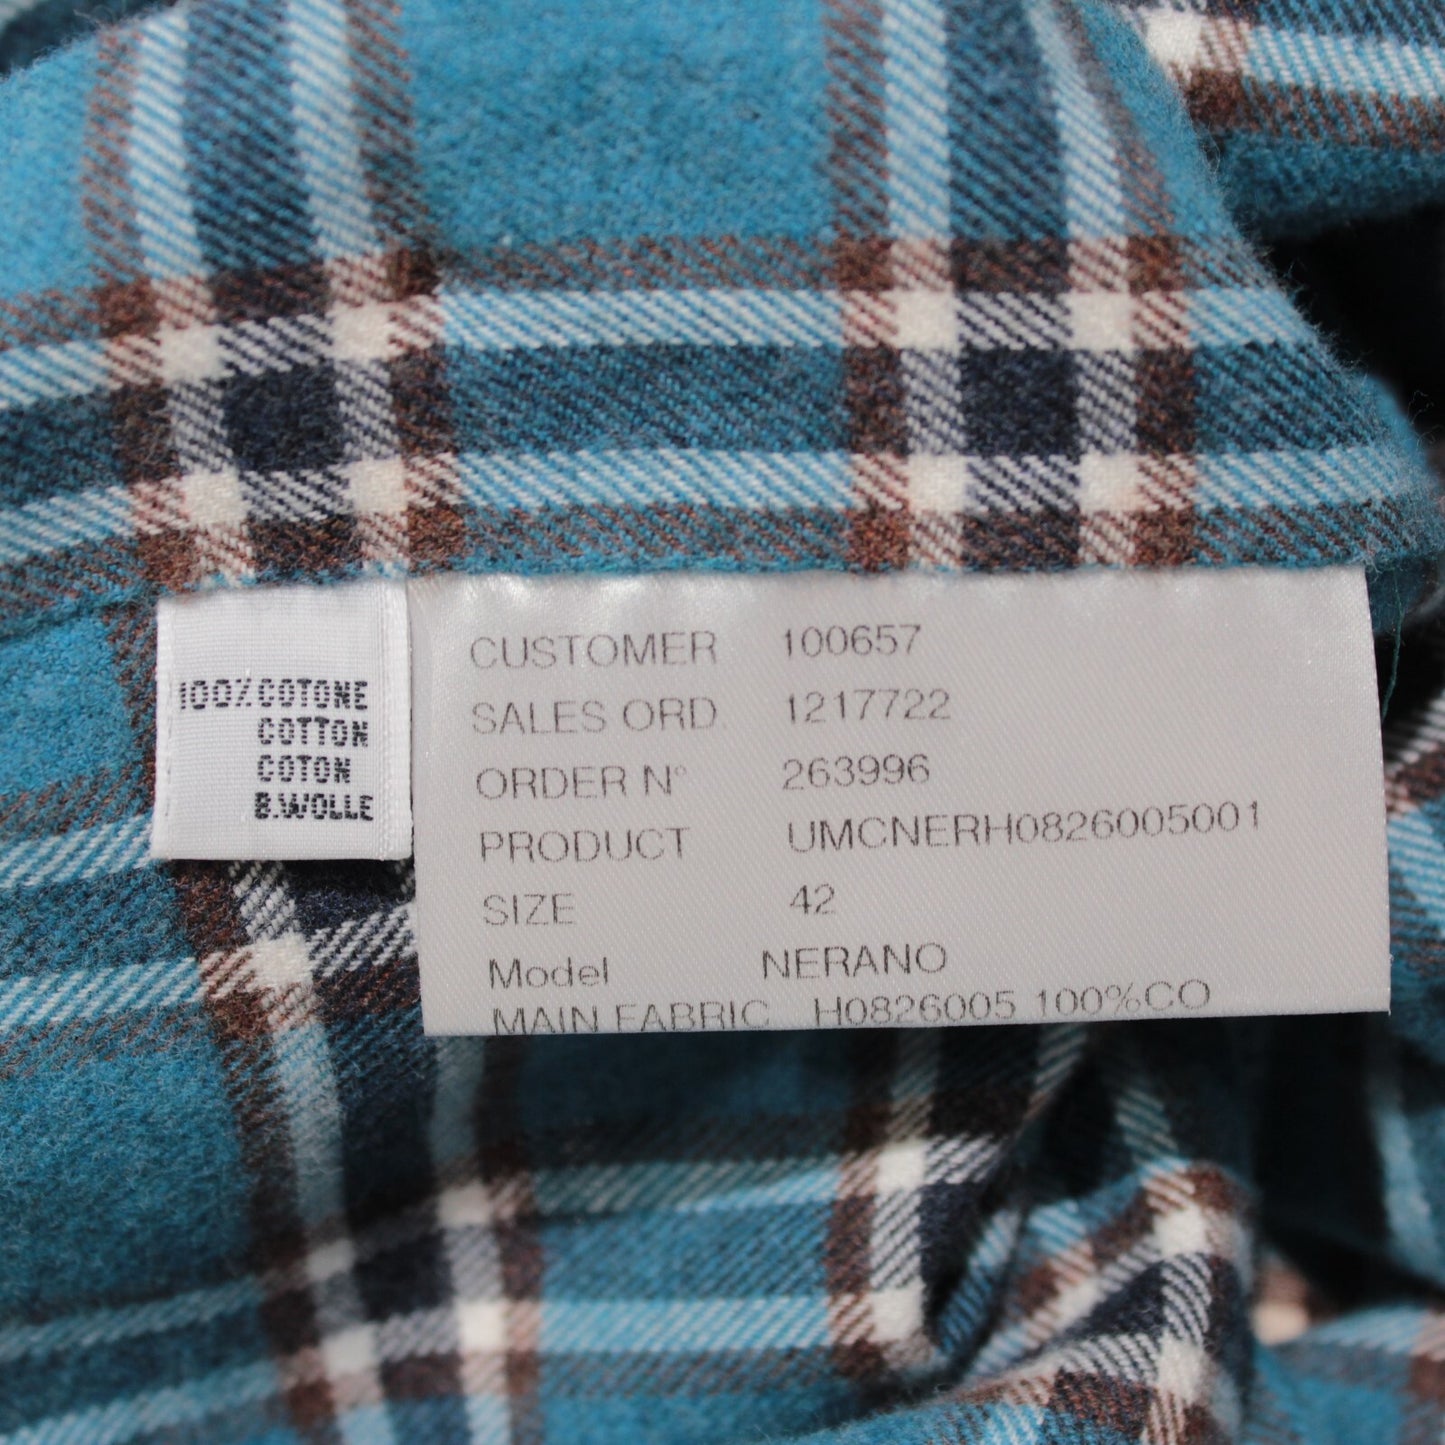 100% COTONE
COTTON
COTON
B.WOLLE
CUSTOMER 100657
SALES ORD. 1217722
ORDER N° 263996
PRODUCT UMCNERH0826005001
SIZE 42
Model NERANO
MAIN FABRIC H0826005 100%CO